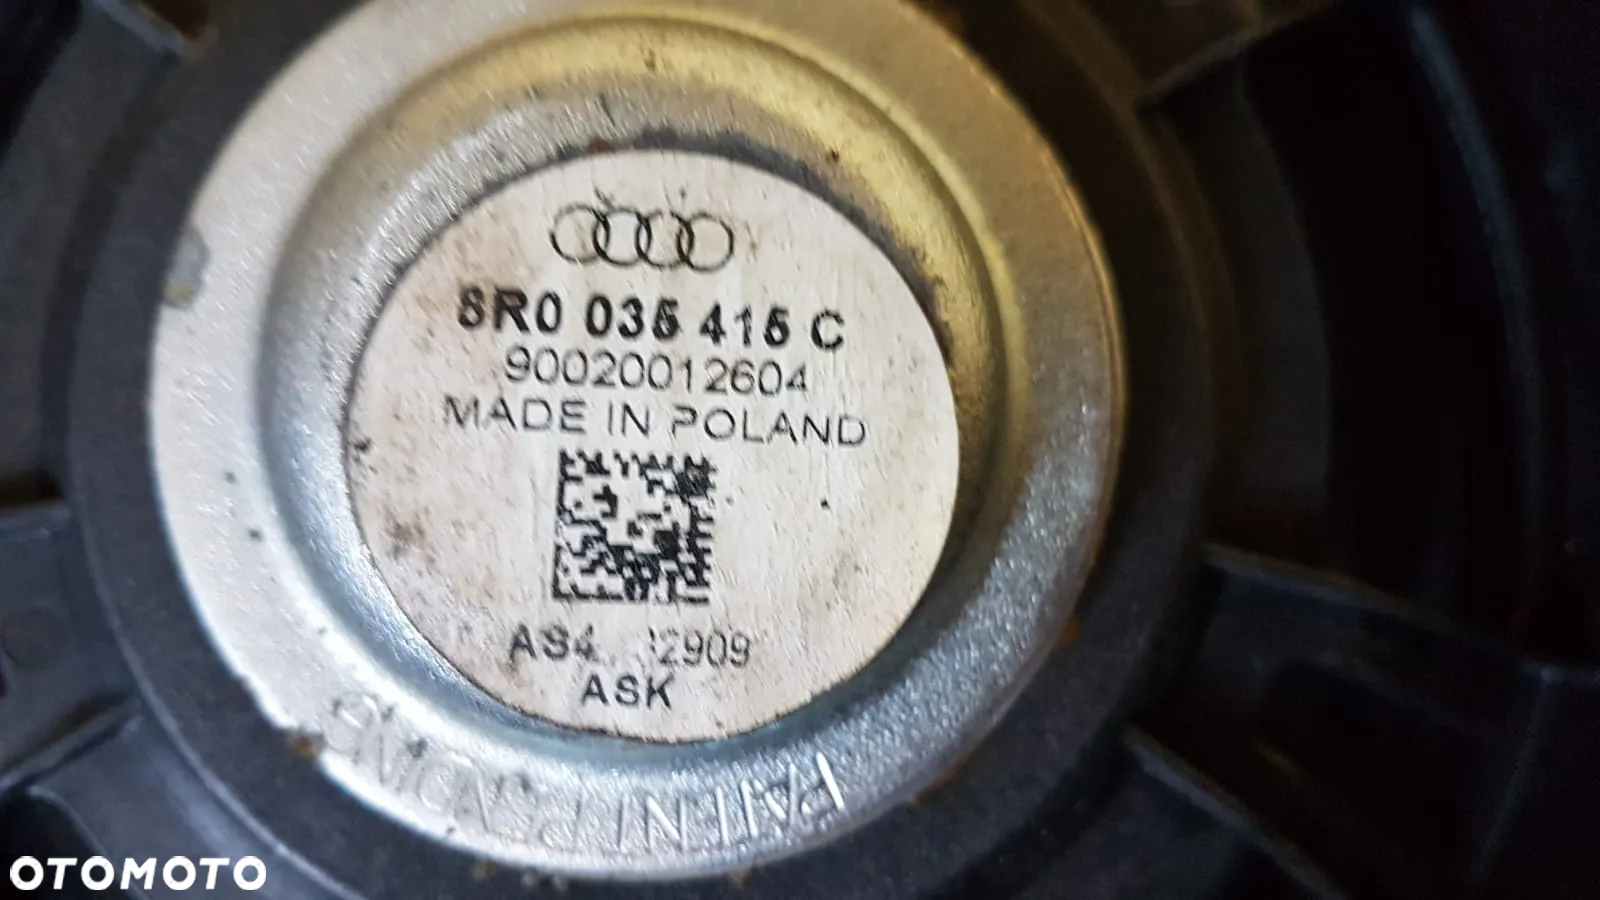 8R0 035 415 C
90020012604
MADE IN POLAND
ASK
PATENT PENDING
OTOMOTO